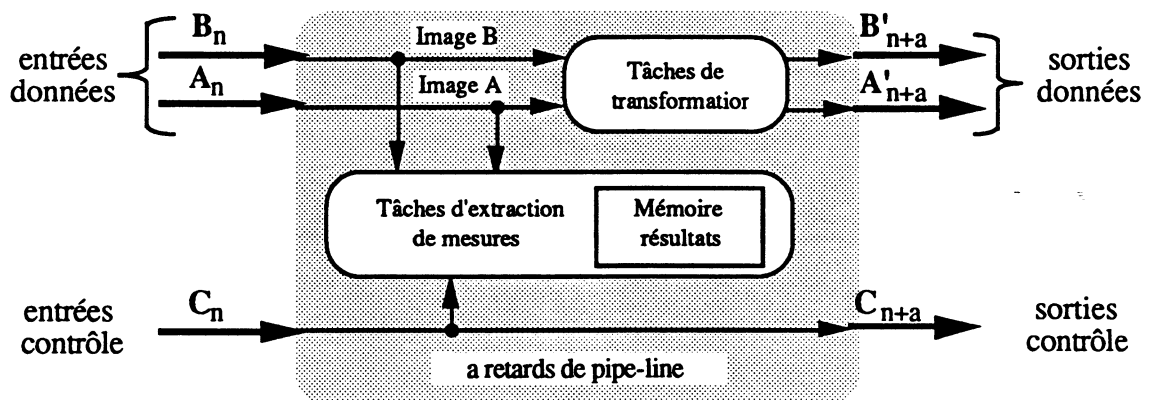 entrées
données
Bₙ
Aₙ
Image B
Image A
Tâches de
transformatior
B'ₙ₊ₐ
A'ₙ₊ₐ
sorties
données
Tâches d'extraction
de mesures
Mémoire
résultats
entrées
contrôle
Cₙ
Cₙ₊ₐ
sorties
contrôle
a retards de pipe-line